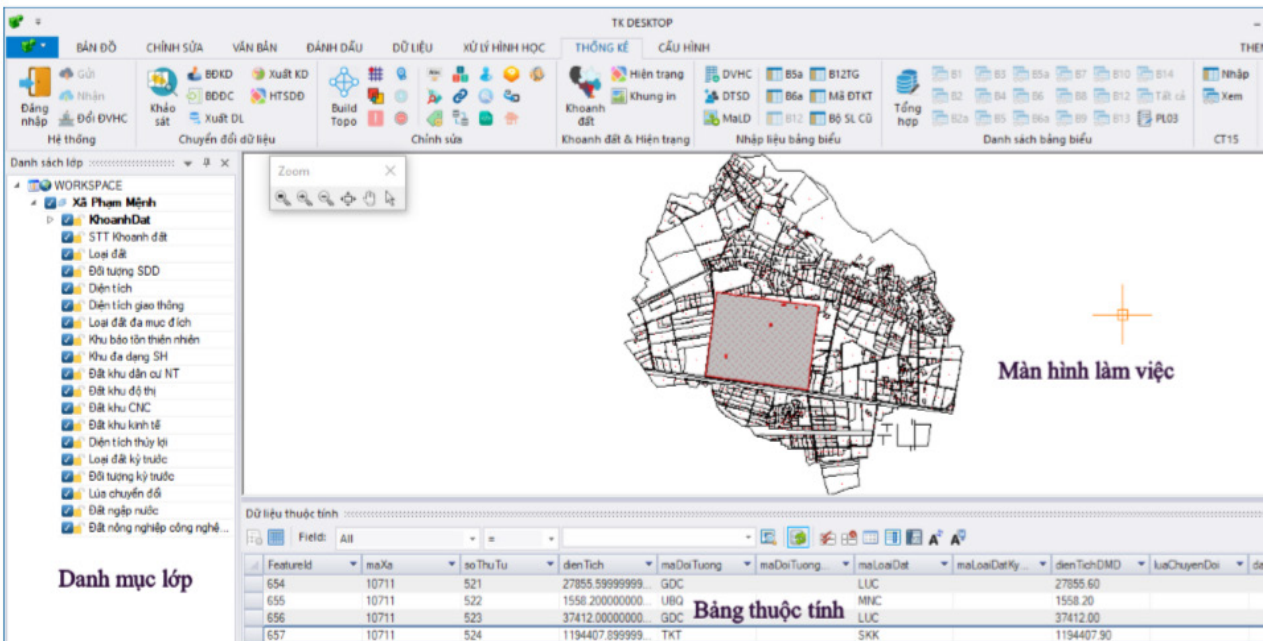 TK DESKTOP
BẢN ĐỒ CHỈNH SỬA VĂN BẢN ĐÁNH DẤU DỮ LIỆU XỬ LÝ HÌNH HỌC THỐNG KÊ CẤU HÌNH THEM
Gửi BĐKD Xuất KD Hiện trạng DVHC B5a B12TG B1 B3 B5a B7 B10 B14 Nhập
Nhận BĐĐC HTSDĐ Khung in DTSD B6a Mã ĐTKT B2 B4 B6 B8 B12 Tất cả Xem
Đổi ĐVHC Xuất DL MaLD B12 Bộ SL Cũ B2a B5 B6a B9 B13 PL03
Đăng nhập Khảo sát Build Topo Khoanh đất Tổng hợp
Hệ thống Chuyển đổi dữ liệu Chỉnh sửa Khoanh đất & Hiện trạng Nhập liệu bảng biểu Danh sách bảng biểu CT15
Danh sách lớp
WORKSPACE
Xã Phạm Mệnh
KhoanhDat
STT Khoanh đất
Loại đất
Đối tượng SDD
Diện tích
Diện tích giao thông
Loại đất đa mục đích
Khu bảo tồn thiên nhiên
Khu đa dạng SH
Đất khu dân cư NT
Đất khu đô thị
Đất khu CNC
Đất khu kinh tế
Diện tích thủy lợi
Loại đất kỳ trước
Đối tượng kỳ trước
Lúa chuyển đổi
Đất ngập nước
Đất nông nghiệp công nghệ...
Danh mục lớp
Zoom
Màn hình làm việc
Dữ liệu thuộc tính
Field: All =
FeatureId maXa soThuTu dienTich maDoiTuong maDoiTuong... maLoaiDat maLoaiDatKy ... dienTichDMD luaChuyenDoi
654 10711 521 27855.59999999... GDC LUC 27855.60
655 10711 522 1558.200000000... UBQ MNC 1558.20
656 10711 523 37412.00000000... GDC LUC 37412.00
657 10711 524 1194407.899999... TKT SKK 1194407.90
Bảng thuộc tính